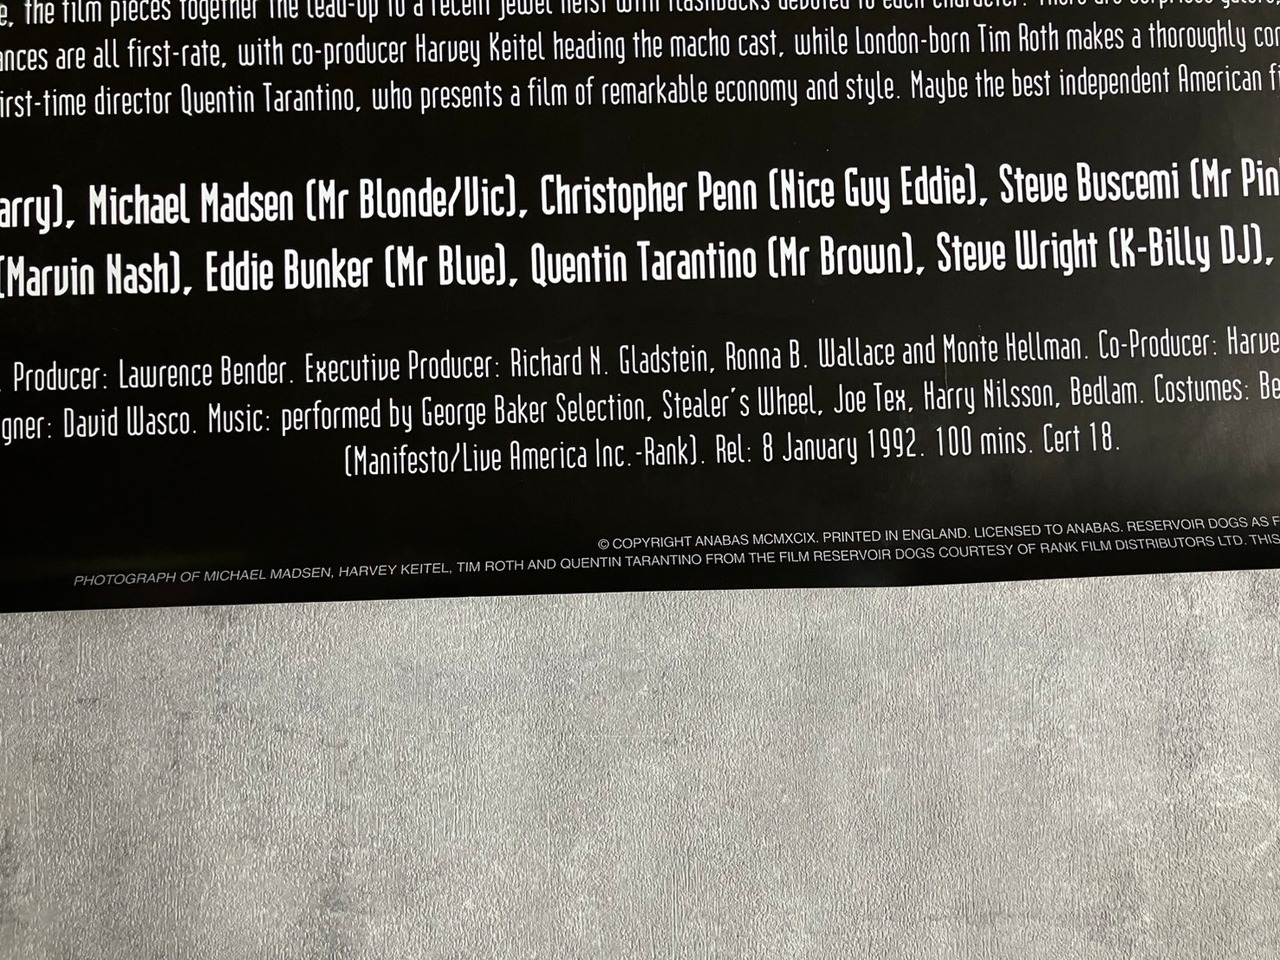 e, the film pieces together the lead-up to a recent jewel heist with flashbacks devoted to each character. There are surprises galore,
ances are all first-rate, with co-producer Harvey Keitel heading the macho cast, while London-born Tim Roth makes a thoroughly con
irst-time director Quentin Tarantino, who presents a film of remarkable economy and style. Maybe the best independent American fi
arry), Michael Madsen (Mr Blonde/Vic), Christopher Penn (Nice Guy Eddie), Steve Buscemi (Mr Pin
(Marvin Nash), Eddie Bunker (Mr Blue), Quentin Tarantino (Mr Brown), Steve Wright (K-Billy DJ),
. Producer: Lawrence Bender. Executive Producer: Richard N. Gladstein, Ronna B. Wallace and Monte Hellman. Co-Producer: Harve
gner: David Wasco. Music: performed by George Baker Selection, Stealer's Wheel, Joe Tex, Harry Nilsson, Bedlam. Costumes: Be
(Manifesto/Live America Inc.-Rank). Rel: 8 January 1992. 100 mins. Cert 18.
© COPYRIGHT ANABAS MCMXCIX. PRINTED IN ENGLAND. LICENSED TO ANABAS. RESERVOIR DOGS AS F
PHOTOGRAPH OF MICHAEL MADSEN, HARVEY KEITEL, TIM ROTH AND QUENTIN TARANTINO FROM THE FILM RESERVOIR DOGS COURTESY OF RANK FILM DISTRIBUTORS LTD. THIS